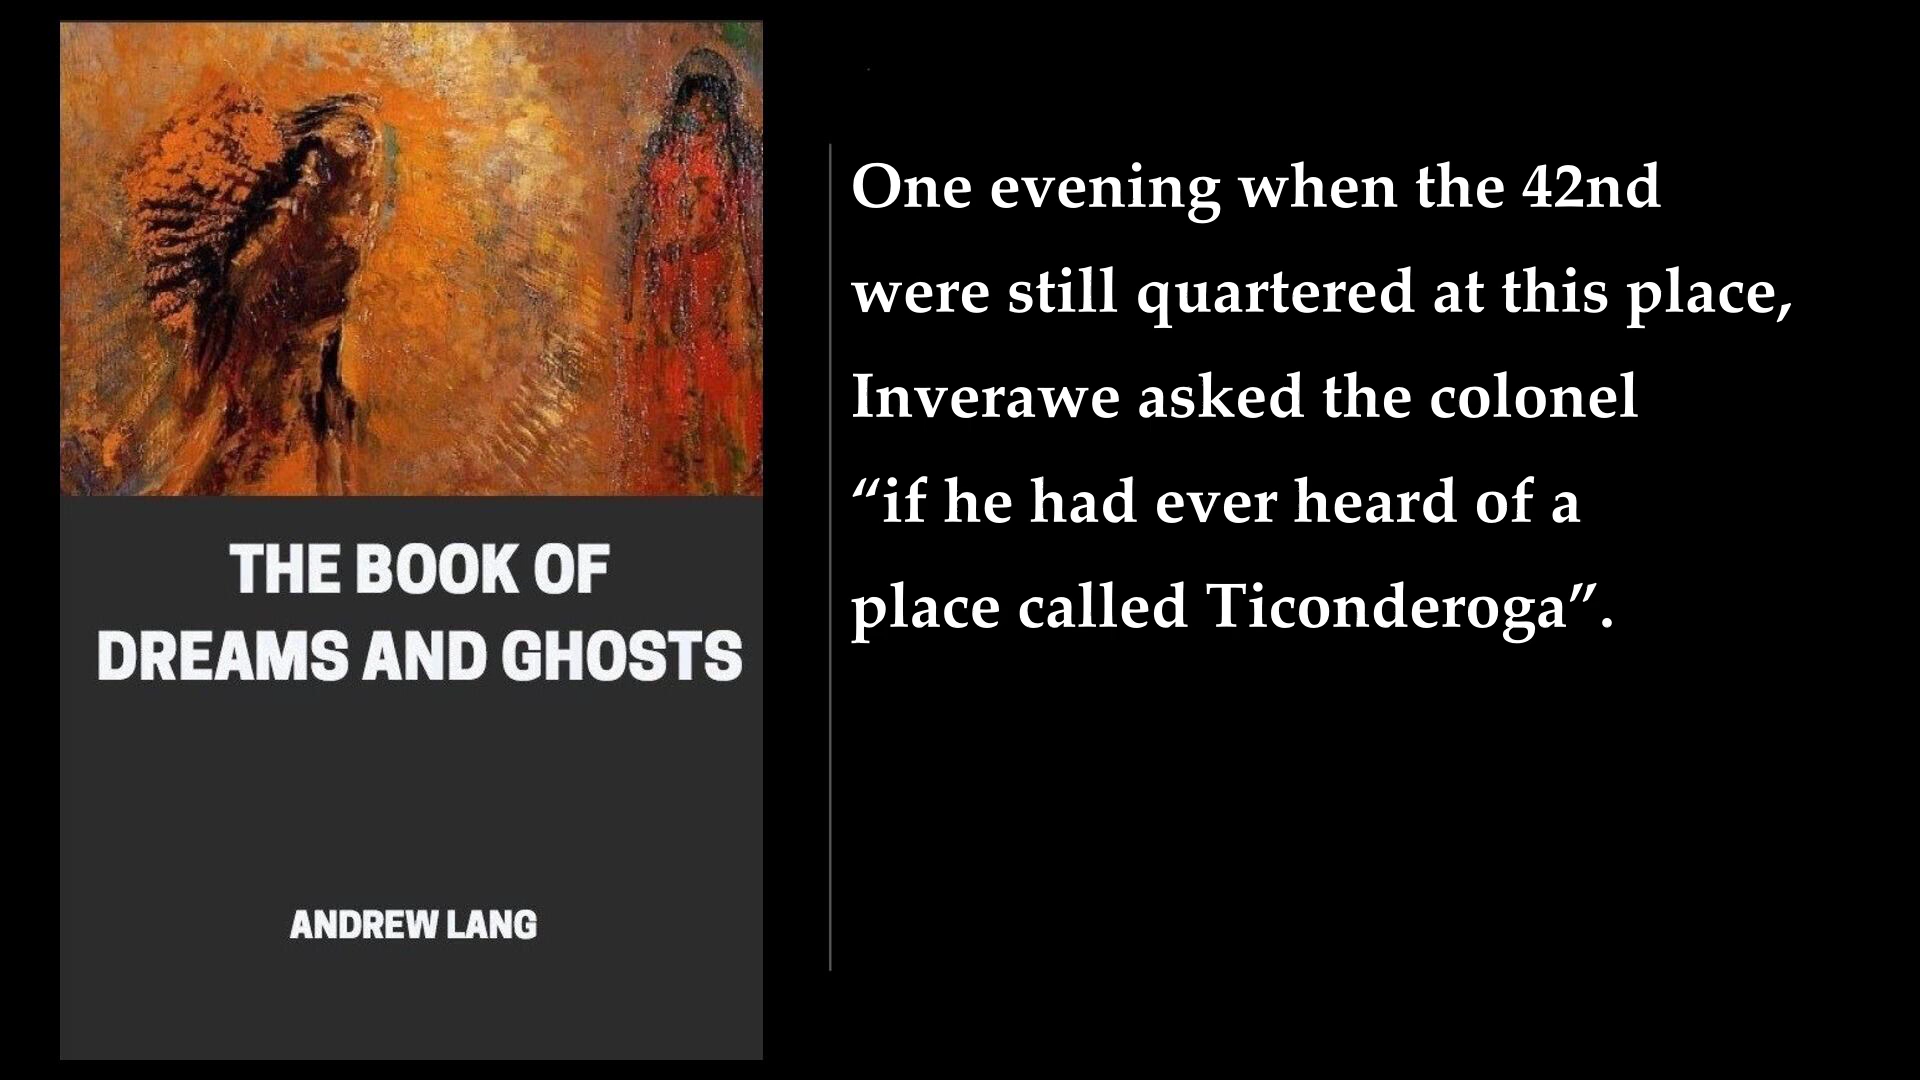 THE BOOK OF
DREAMS AND GHOSTS
ANDREW LANG
One evening when the 42nd
were still quartered at this place,
Inverawe asked the colonel
“if he had ever heard of a
place called Ticonderoga”.